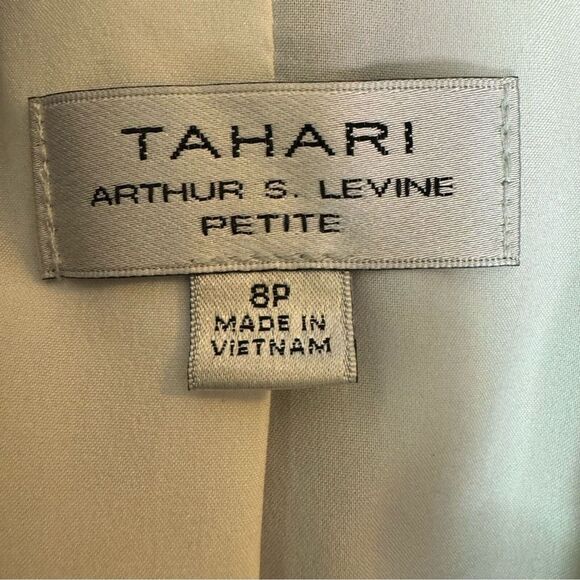 TAHARI
ARTHUR S. LEVINE
PETITE
8P
MADE IN
VIETNAM